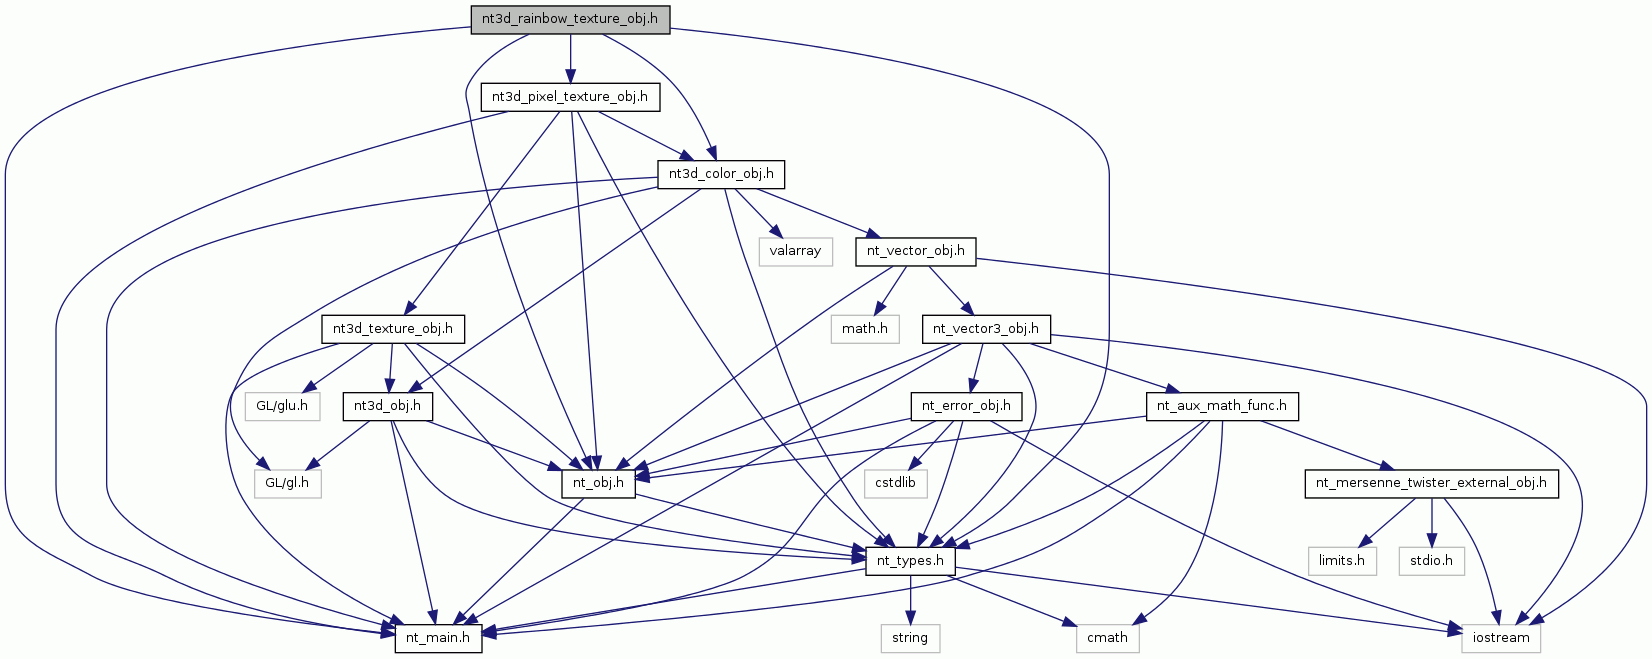 nt3d_rainbow_texture_obj.h
nt3d_pixel_texture_obj.h
nt3d_color_obj.h
valarray
nt_vector_obj.h
nt3d_texture_obj.h
math.h
nt_vector3_obj.h
GL/glu.h
nt3d_obj.h
nt_error_obj.h
nt_aux_math_func.h
GL/gl.h
nt_obj.h
cstdlib
nt_mersenne_twister_external_obj.h
nt_types.h
limits.h
stdio.h
nt_main.h
string
cmath
iostream